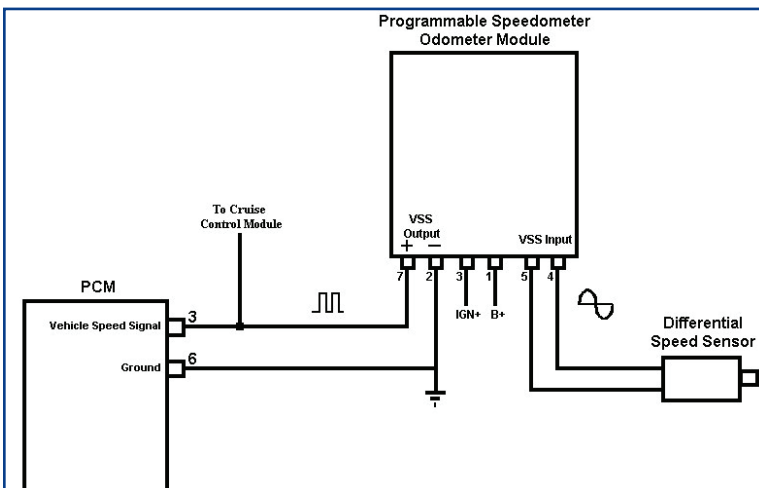 Programmable Speedometer
Odometer Module
To Cruise
Control Module
VSS
Output
+ −
VSS Input
7 2 3 1 5 4
IGN+ B+
PCM
Vehicle Speed Signal
3
Ground
6
Differential
Speed Sensor